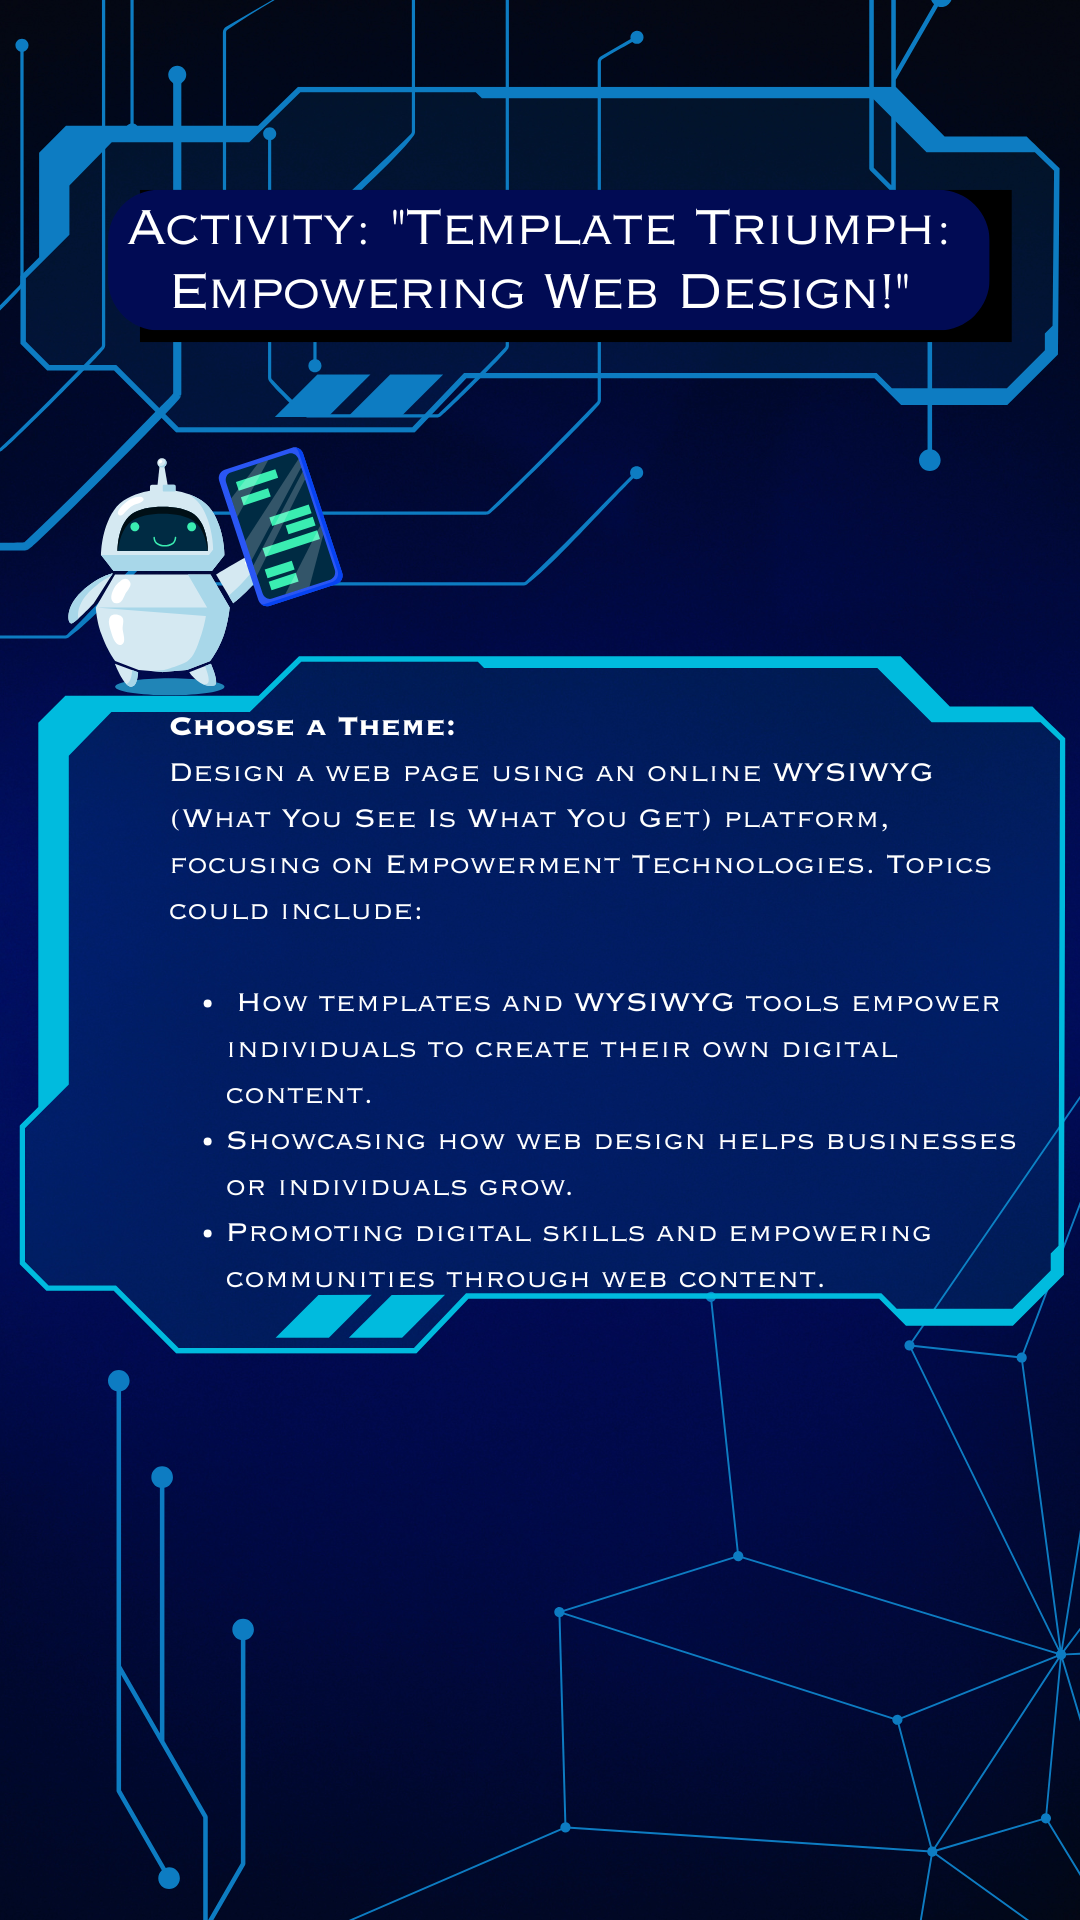 Activity: "Template Triumph:
Empowering Web Design!"
Choose a Theme:
Design a web page using an online WYSIWYG
(What You See Is What You Get) platform,
focusing on Empowerment Technologies. Topics
could include:
• How templates and WYSIWYG tools empower
individuals to create their own digital
content.
• Showcasing how web design helps businesses
or individuals grow.
• Promoting digital skills and empowering
communities through web content.